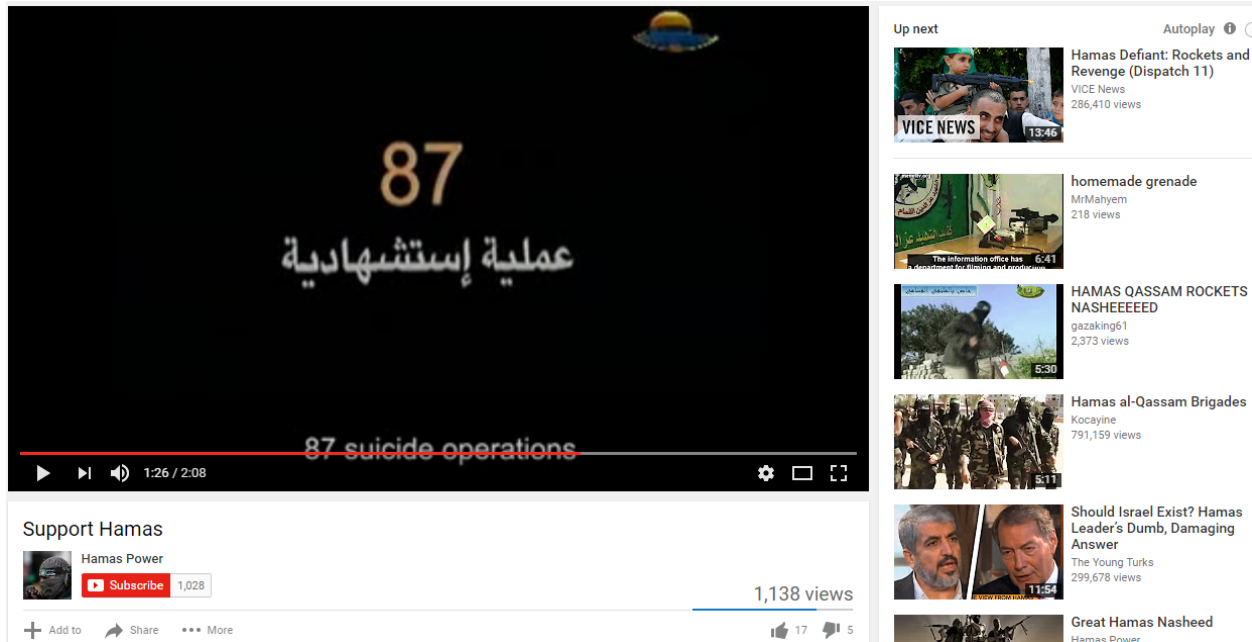 87
عملية إستشهادية
87 suicide operations
1:26 / 2:08
Support Hamas
Hamas Power
Subscribe 1,028
1,138 views
Add to Share More
17 5
Up next Autoplay
VICE NEWS
13:46
Hamas Defiant: Rockets and
Revenge (Dispatch 11)
VICE News
286,410 views
The information office has
a department for filming and
6:41
homemade grenade
MrMahyem
218 views
5:30
HAMAS QASSAM ROCKETS
NASHEEEEED
gazaking61
2,373 views
5:11
Hamas al-Qassam Brigades
Kocayine
791,159 views
11:54
Should Israel Exist? Hamas
Leader's Dumb, Damaging
Answer
The Young Turks
299,678 views
Great Hamas Nasheed
Hamas Power